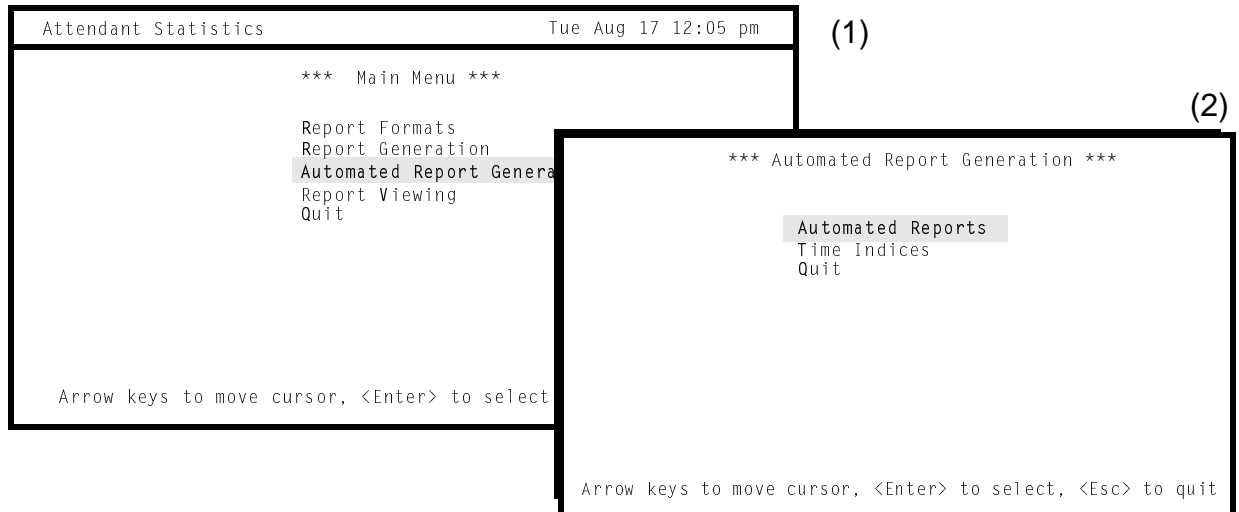 Attendant Statistics Tue Aug 17 12:05 pm
(1)
*** Main Menu ***
Report Formats
Report Generation
Automated Report Genera
Report Viewing
Quit
Arrow keys to move cursor, <Enter> to select
(2)
*** Automated Report Generation ***
Automated Reports
Time Indices
Quit
Arrow keys to move cursor, <Enter> to select, <Esc> to quit